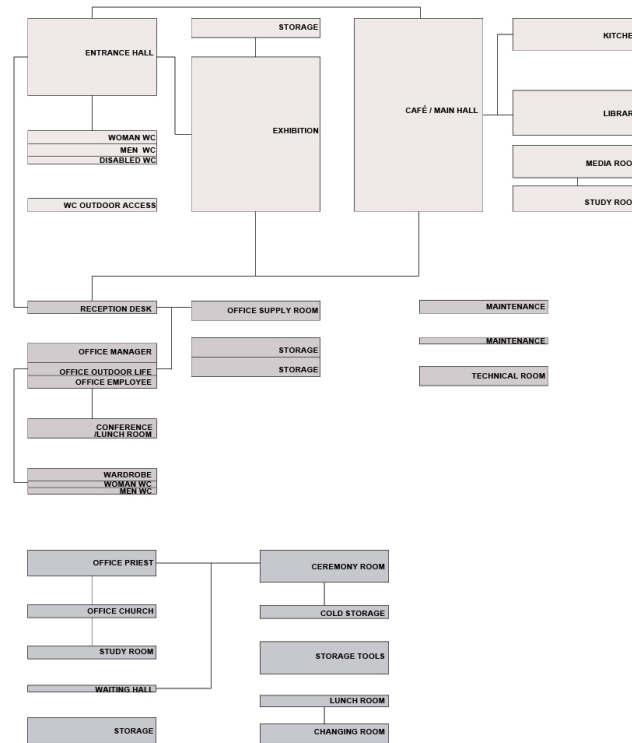 STORAGE
ENTRANCE HALL
KITCHE
CAFÉ / MAIN HALL
LIBRAR
EXHIBITION
WOMAN WC
MEN WC
DISABLED WC
MEDIA ROO
WC OUTDOOR ACCESS
STUDY ROO
RECEPTION DESK
OFFICE SUPPLY ROOM
MAINTENANCE
OFFICE MANAGER
STORAGE
MAINTENANCE
OFFICE OUTDOOR LIFE
STORAGE
OFFICE EMPLOYEE
TECHNICAL ROOM
CONFERENCE
/LUNCH ROOM
WARDROBE
WOMAN WC
MEN WC
OFFICE PRIEST
CEREMONY ROOM
OFFICE CHURCH
COLD STORAGE
STUDY ROOM
STORAGE TOOLS
WAITING HALL
LUNCH ROOM
STORAGE
CHANGING ROOM